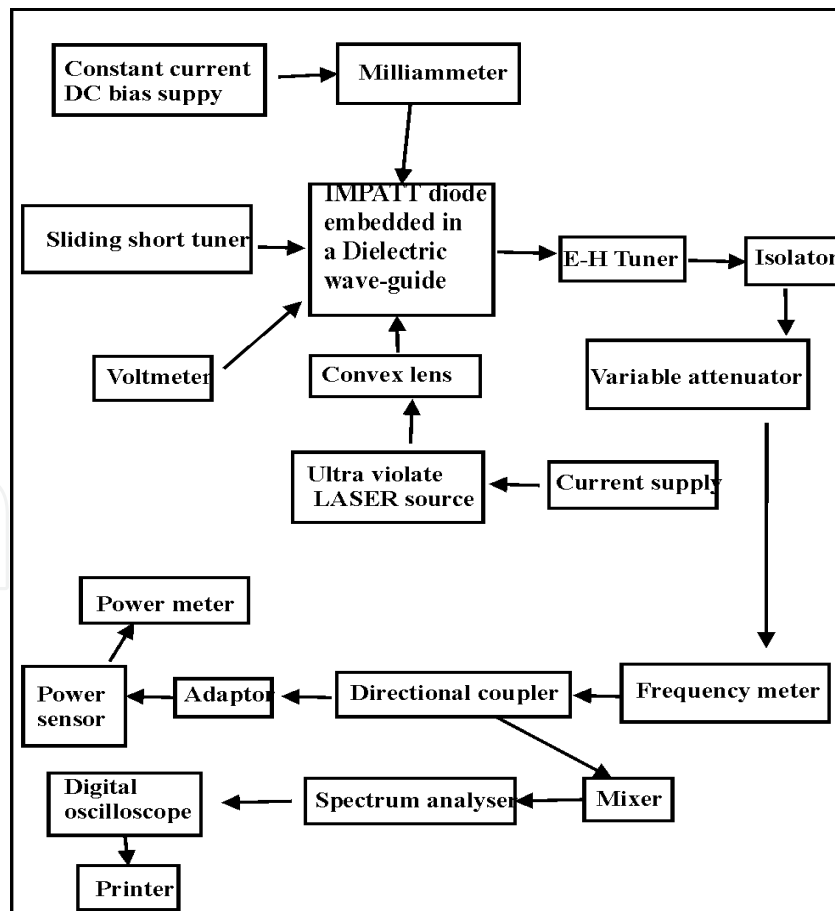 Constant current
DC bias suppy
Milliammeter
IMPATT diode
embedded in
a Dielectric
wave-guide
Sliding short tuner
E-H Tuner
Isolator
Voltmeter
Convex lens
Variable attenuator
Ultra violate
LASER source
Current supply
Power meter
Power
sensor
Adaptor
Directional coupler
Frequency meter
Digital
oscilloscope
Spectrum analyser
Mixer
Printer